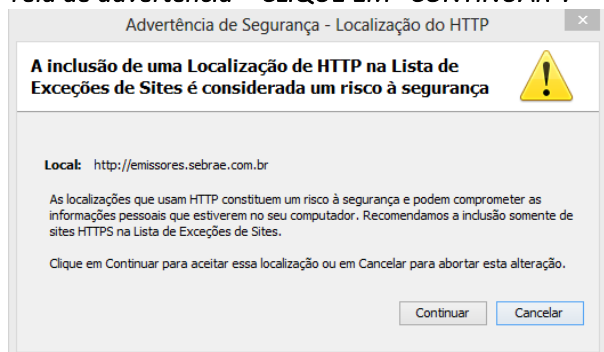 Tela de advertência – CLIQUE EM "CONTINUAR".
Advertência de Segurança - Localização do HTTP
A inclusão de uma Localização de HTTP na Lista de
Exceções de Sites é considerada um risco à segurança
Local: http://emissores.sebrae.com.br
As localizações que usam HTTP constituem um risco à segurança e podem comprometer as
informações pessoais que estiverem no seu computador. Recomendamos a inclusão somente de
sites HTTPS na Lista de Exceções de Sites.
Clique em Continuar para aceitar essa localização ou em Cancelar para abortar esta alteração.
Continuar Cancelar